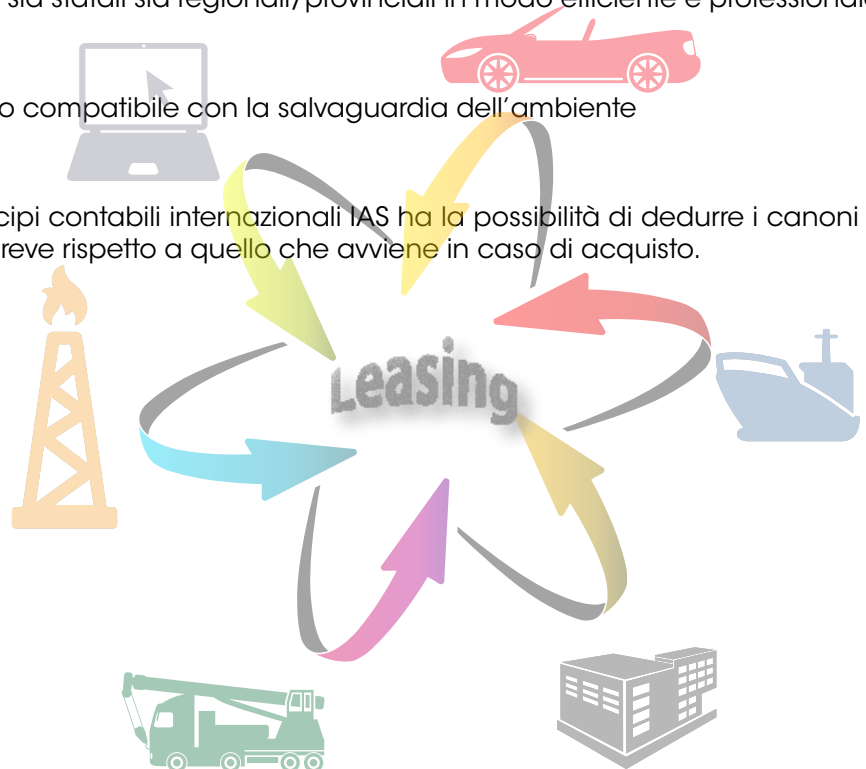 sia statali sia regionali/provinciali in modo efficiente e professionale
o compatibile con la salvaguardia dell'ambiente
cipi contabili internazionali IAS ha la possibilità di dedurre i canoni
reve rispetto a quello che avviene in caso di acquisto.
Leasing